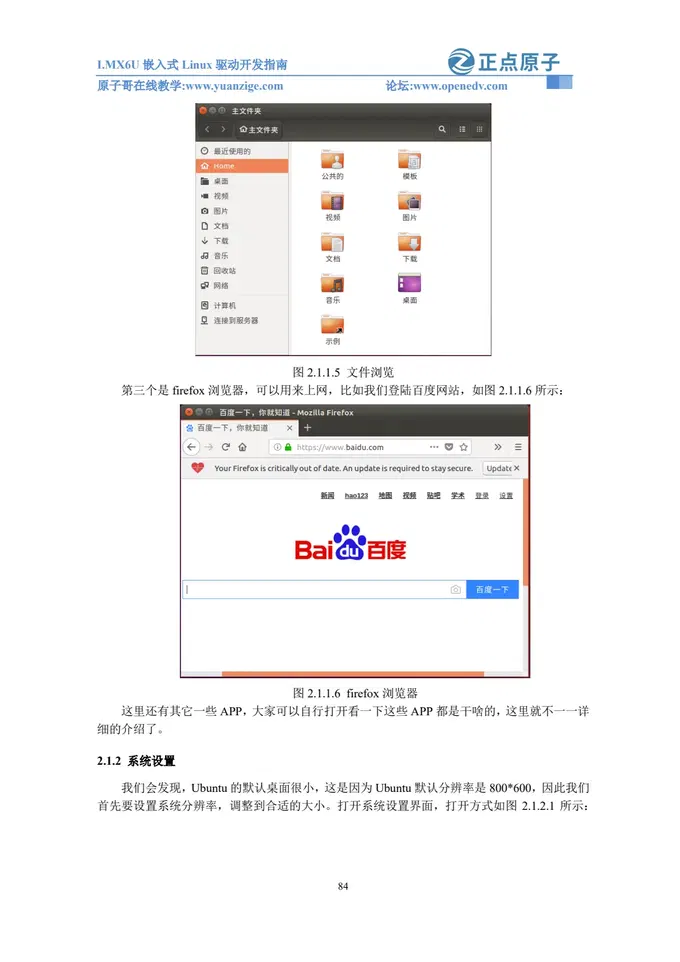 I.MX6U 嵌入式 Linux 驱动开发指南
正点原子
原子哥在线教学:www.yuanzige.com 论坛:www.openedv.com
主文件夹
主文件夹
最近使用的
Home
桌面
视频
图片
文档
下载
音乐
回收站
网络
计算机
连接到服务器
公共的 模板
视频 图片
文档 下载
音乐 桌面
示例
图 2.1.1.5 文件浏览
第三个是 firefox 浏览器，可以用来上网，比如我们登陆百度网站，如图 2.1.1.6 所示：
百度一下，你就知道 - Mozilla Firefox
百度一下，你就知道
https://www.baidu.com
Your Firefox is critically out of date. An update is required to stay secure. Update
新闻 hao123 地图 视频 贴吧 学术 登录 设置
Bai du 百度
百度一下
图 2.1.1.6 firefox 浏览器
这里还有其它一些 APP，大家可以自行打开看一下这些 APP 都是干啥的，这里就不一一详
细的介绍了。
2.1.2 系统设置
我们会发现，Ubuntu 的默认桌面很小，这是因为 Ubuntu 默认分辨率是 800*600，因此我们
首先要设置系统分辨率，调整到合适的大小。打开系统设置界面，打开方式如图 2.1.2.1 所示：
84